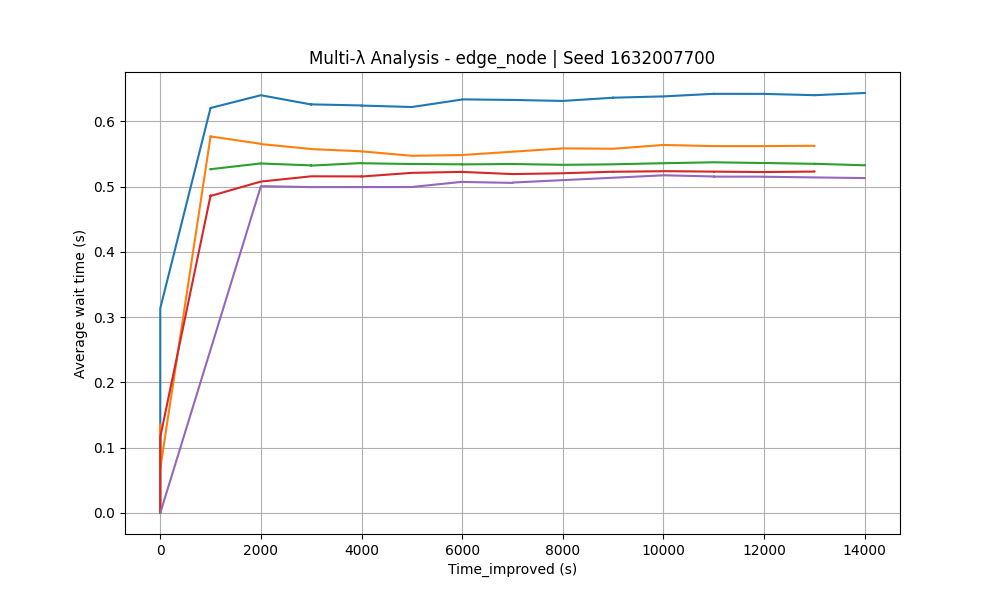 Multi-λ Analysis - edge_node | Seed 1632007700
Average wait time (s)
0.6
0.5
0.4
0.3
0.2
0.1
0.0
0 2000 4000 6000 8000 10000 12000 14000
Time_improved (s)